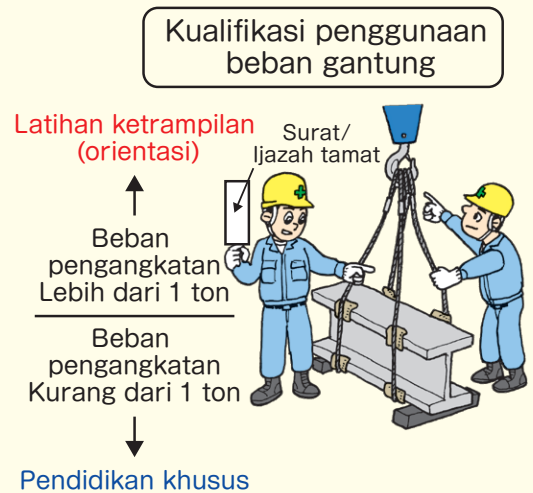 Kualifikasi penggunaan
beban gantung
Latihan ketrampilan
(orientasi)
Surat/
Ijazah tamat
Beban
pengangkatan
Lebih dari 1 ton
Beban
pengangkatan
Kurang dari 1 ton
Pendidikan khusus